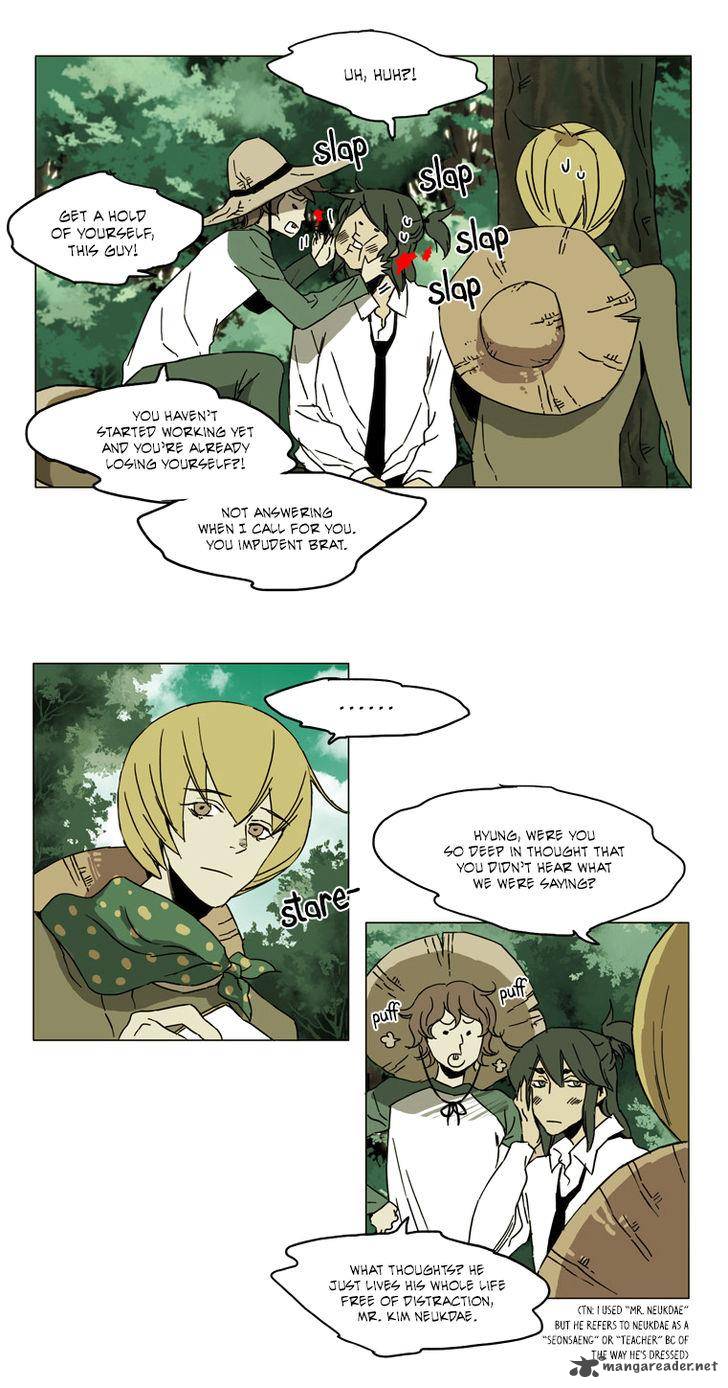 UH, HUH?!
slap
slap
slap
slap
GET A HOLD
OF YOURSELF,
THIS GUY!
YOU HAVEN'T
STARTED WORKING YET
AND YOU'RE ALREADY
LOSING YOURSELF?!
NOT ANSWERING
WHEN I CALL FOR YOU.
YOU IMPUDENT BRAT.
......
stare-
HYUNG, WERE YOU
SO DEEP IN THOUGHT THAT
YOU DIDN'T HEAR WHAT
WE WERE SAYING?
puff
puff
WHAT THOUGHTS? HE
JUST LIVES HIS WHOLE LIFE
FREE OF DISTRACTION,
MR. KIM NEUKDAE.
(TN: I USED "MR. NEUKDAE"
BUT HE REFERS TO NEUKDAE AS A
"SEONSAENG" OR "TEACHER" BC OF
THE WAY HE'S DRESSED)
mangareader.net